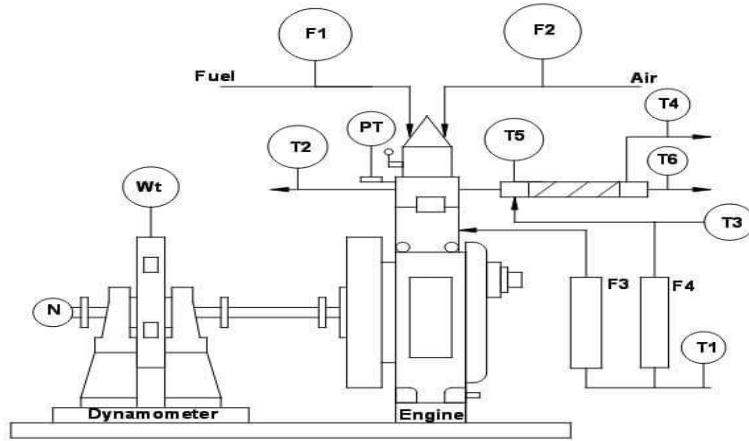 F1
F2
Fuel
Air
T4
PT
T5
T2
T6
Wt
T3
F3
F4
N
T1
Dynamometer
Engine